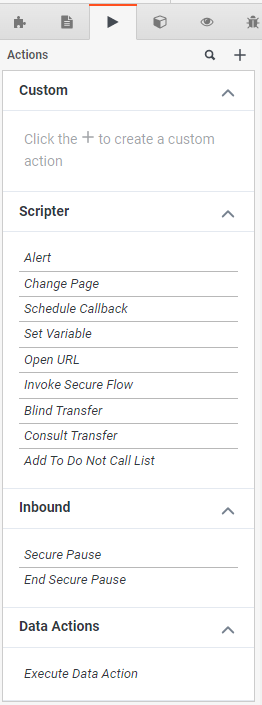 Actions
Custom
Click the + to create a custom
action
Scripter
Alert
Change Page
Schedule Callback
Set Variable
Open URL
Invoke Secure Flow
Blind Transfer
Consult Transfer
Add To Do Not Call List
Inbound
Secure Pause
End Secure Pause
Data Actions
Execute Data Action